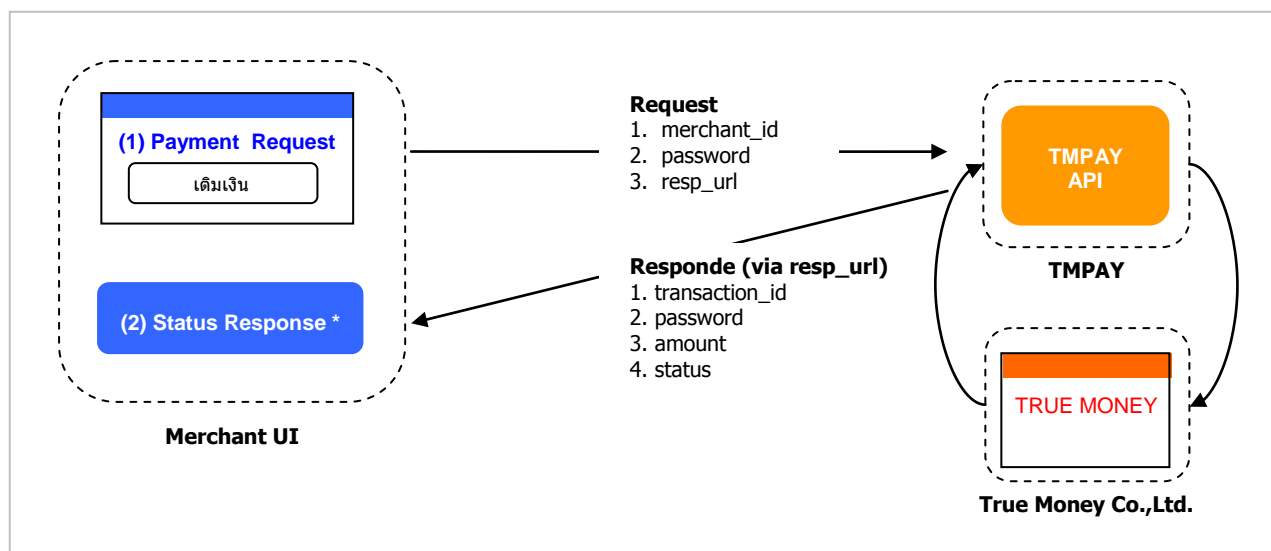 (1) Payment Request
เติมเงิน
(2) Status Response *
Merchant UI
Request
1. merchant_id
2. password
3. resp_url
Responde (via resp_url)
1. transaction_id
2. password
3. amount
4. status
TMPAY
API
TMPAY
TRUE MONEY
True Money Co.,Ltd.